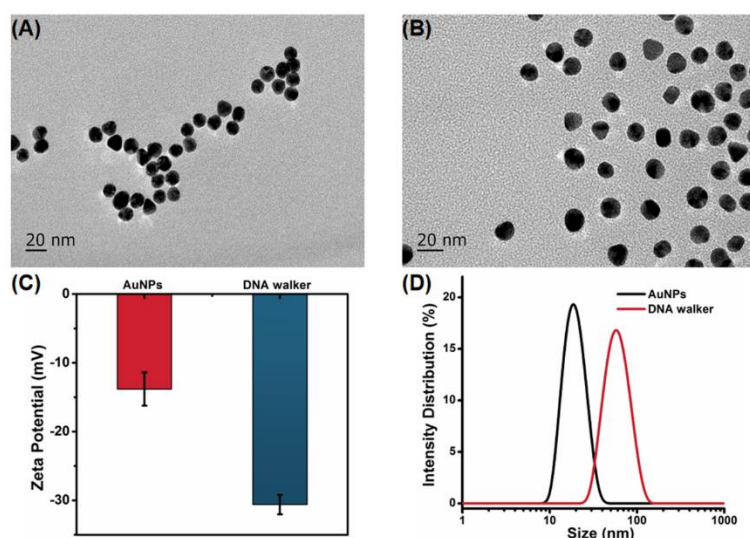 (A)
20 nm
(B)
20 nm
(C)
AuNPs
DNA walker
0
-10
-20
-30
Zeta Potential (mV)
(D)
AuNPs
DNA walker
20
15
10
5
0
Intensity Distribution (%)
1
10
100
1000
Size (nm)